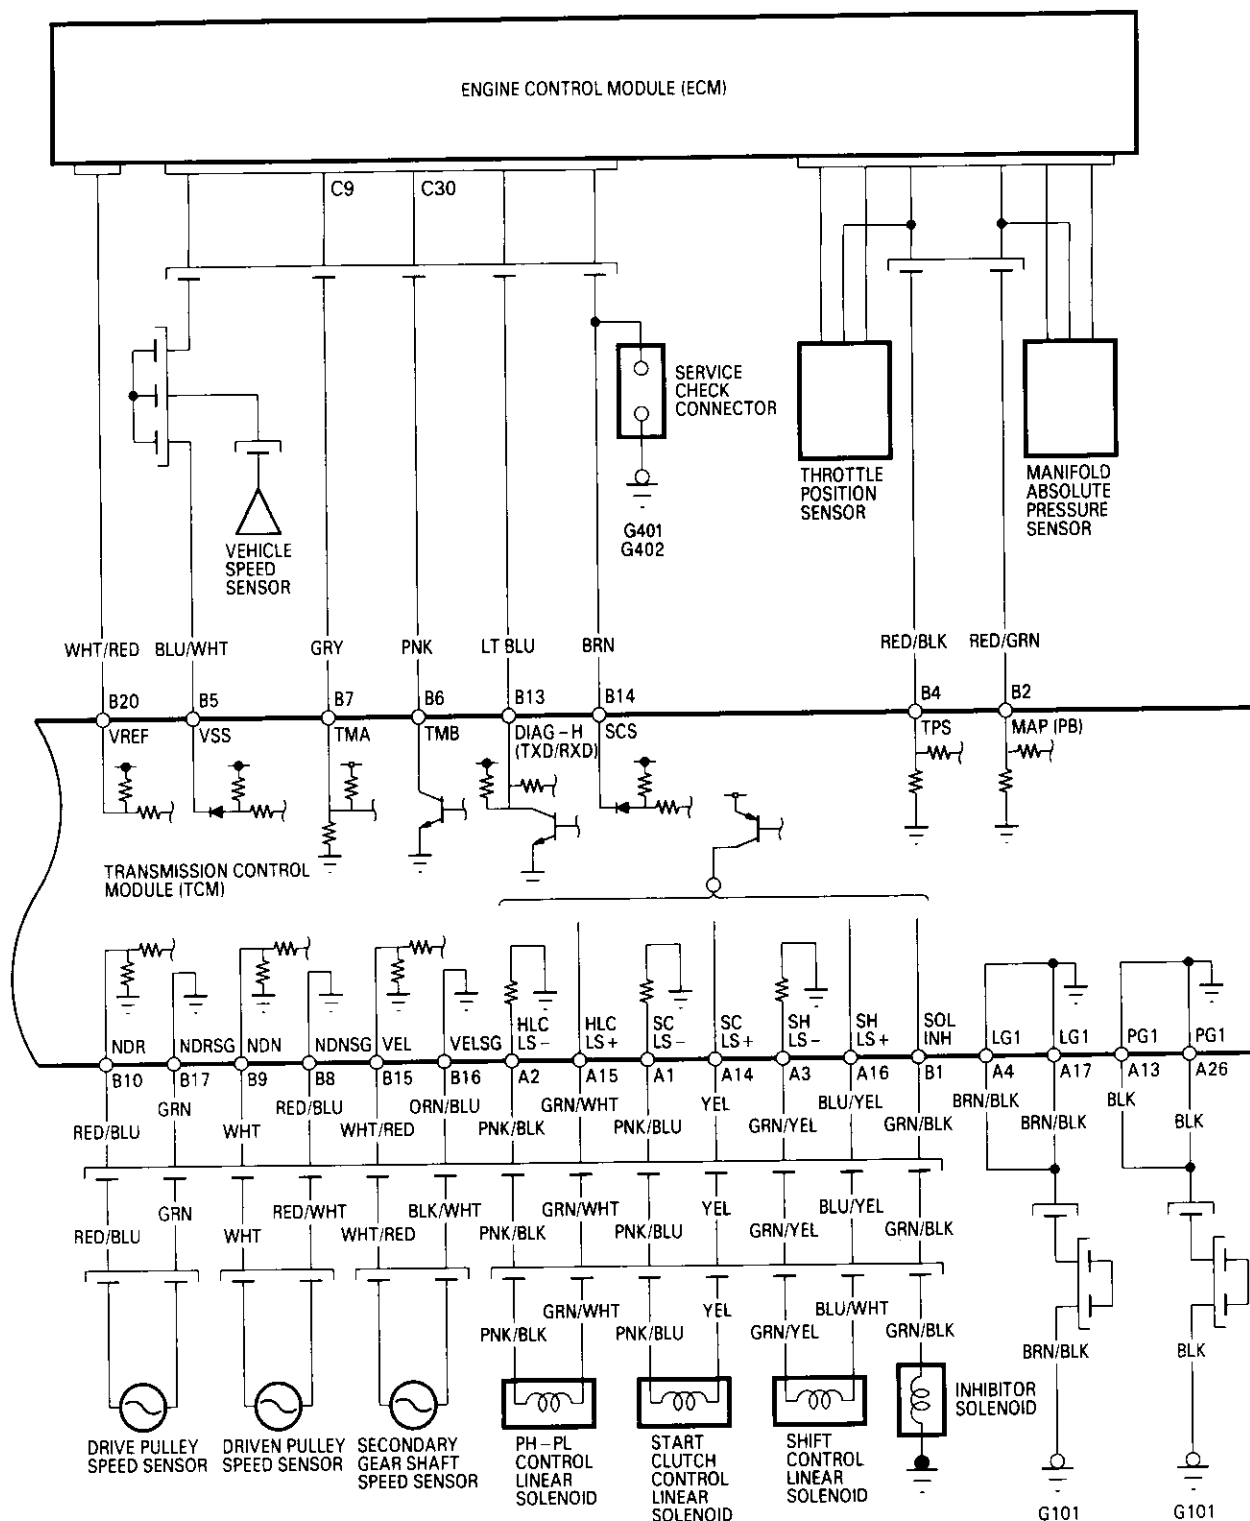 ENGINE CONTROL MODULE (ECM)
C9 C30
SERVICE
CHECK
CONNECTOR
THROTTLE
POSITION
SENSOR
MANIFOLD
ABSOLUTE
PRESSURE
SENSOR
G401
G402
VEHICLE
SPEED
SENSOR
WHT/RED BLU/WHT GRY PNK LT BLU BRN RED/BLK RED/GRN
B20 B5 B7 B6 B13 B14 B4 B2
VREF VSS TMA TMB DIAG-H SCS TPS MAP (PB)
(TXD/RXD)
TRANSMISSION CONTROL
MODULE (TCM)
HLC HLC SC SC SH SH SOL
NDR NDRSG NDN NDNSG VEL VELSG LS- LS+ LS- LS+ LS- LS+ INH LG1 LG1 PG1 PG1
B10 B17 B9 B8 B15 B16 A2 A15 A1 A14 A3 A16 B1 A4 A17 A13 A26
GRN RED/BLU ORN/BLU GRN/WHT YEL BLU/YEL BRN/BLK BLK
RED/BLU WHT WHT/RED PNK/BLK PNK/BLU GRN/YEL GRN/BLK BRN/BLK BLK
GRN RED/WHT BLK/WHT GRN/WHT YEL BLU/YEL
RED/BLU WHT WHT/RED PNK/BLK PNK/BLU GRN/YEL GRN/BLK
GRN/WHT YEL BLU/WHT
PNK/BLK PNK/BLU GRN/YEL GRN/BLK
BRN/BLK BLK
INHIBITOR
SOLENOID
DRIVE PULLEY
SPEED SENSOR
DRIVEN PULLEY
SPEED SENSOR
SECONDARY
GEAR SHAFT
SPEED SENSOR
PH-PL
CONTROL
LINEAR
SOLENOID
START
CLUTCH
CONTROL
LINEAR
SOLENOID
SHIFT
CONTROL
LINEAR
SOLENOID
G101 G101